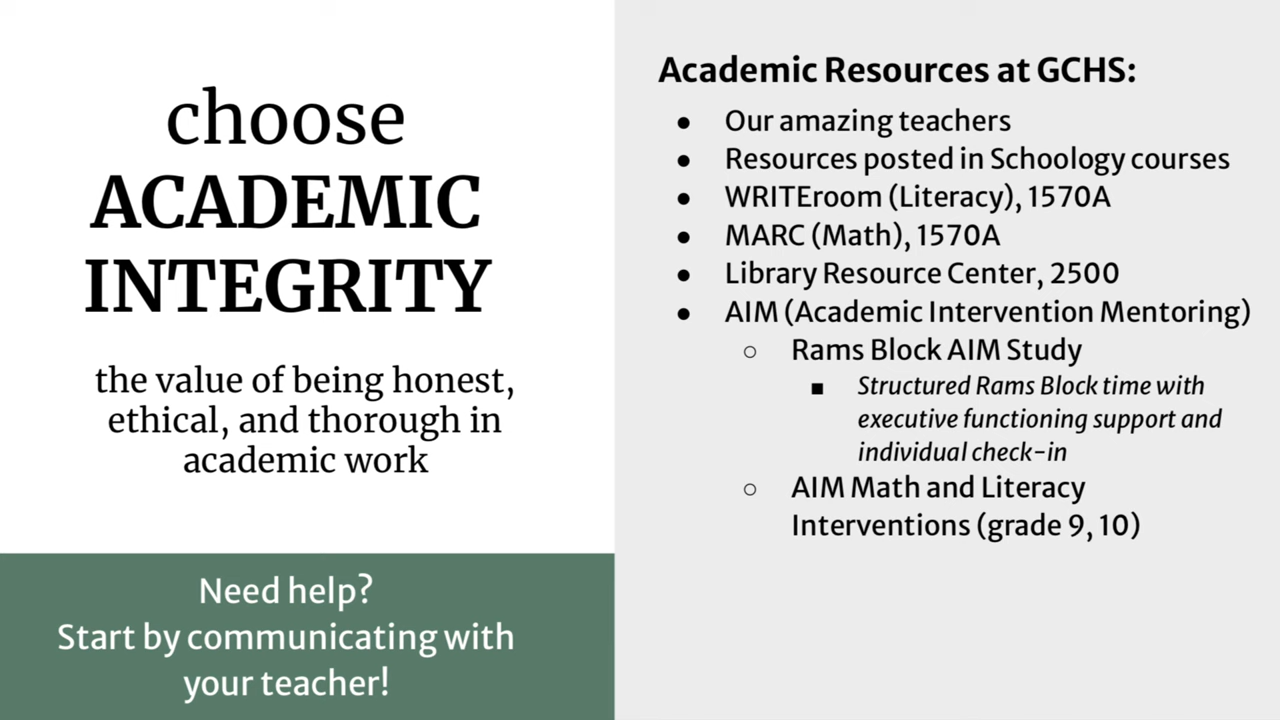 choose
ACADEMIC
INTEGRITY
the value of being honest,
ethical, and thorough in
academic work
Need help?
Start by communicating with
your teacher!
Academic Resources at GCHS:
● Our amazing teachers
● Resources posted in Schoology courses
● WRITEroom (Literacy), 1570A
● MARC (Math), 1570A
● Library Resource Center, 2500
● AIM (Academic Intervention Mentoring)
○ Rams Block AIM Study
■ Structured Rams Block time with
executive functioning support and
individual check-in
○ AIM Math and Literacy
Interventions (grade 9, 10)